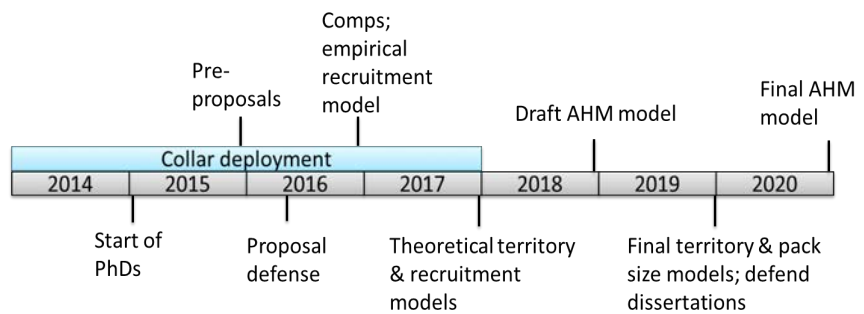 Comps;
empirical
recruitment
model
Pre-
proposals
Draft AHM model
Final AHM
model
Collar deployment
2014 2015 2016 2017 2018 2019 2020
Start of
PhDs
Proposal
defense
Theoretical territory
& recruitment
models
Final territory & pack
size models; defend
dissertations